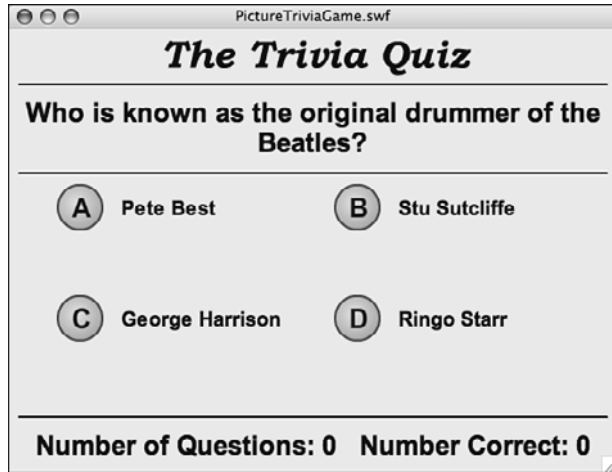 PictureTriviaGame.swf
The Trivia Quiz
Who is known as the original drummer of the
Beatles?
A Pete Best B Stu Sutcliffe
C George Harrison D Ringo Starr
Number of Questions: 0 Number Correct: 0